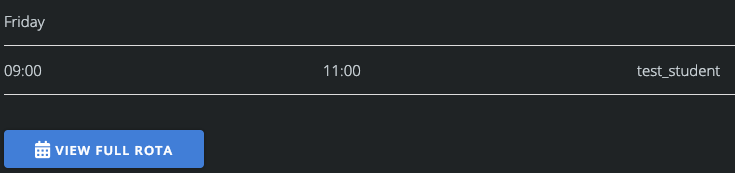 Friday
09:00 11:00 test_student
VIEW FULL ROTA